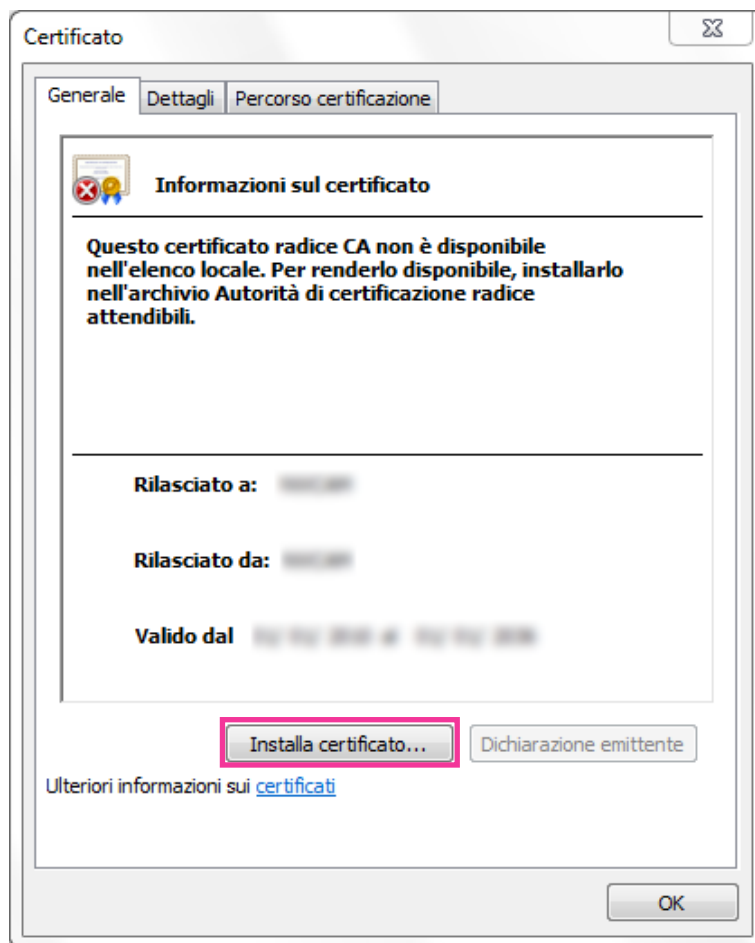 Certificato
Generale
Dettagli
Percorso certificazione
Informazioni sul certificato
Questo certificato radice CA non è disponibile
nell'elenco locale. Per renderlo disponibile, installarlo
nell'archivio Autorità di certificazione radice
attendibili.
Rilasciato a:
Rilasciato da:
Valido dal
Installa certificato...
Dichiarazione emittente
Ulteriori informazioni sui certificati
OK